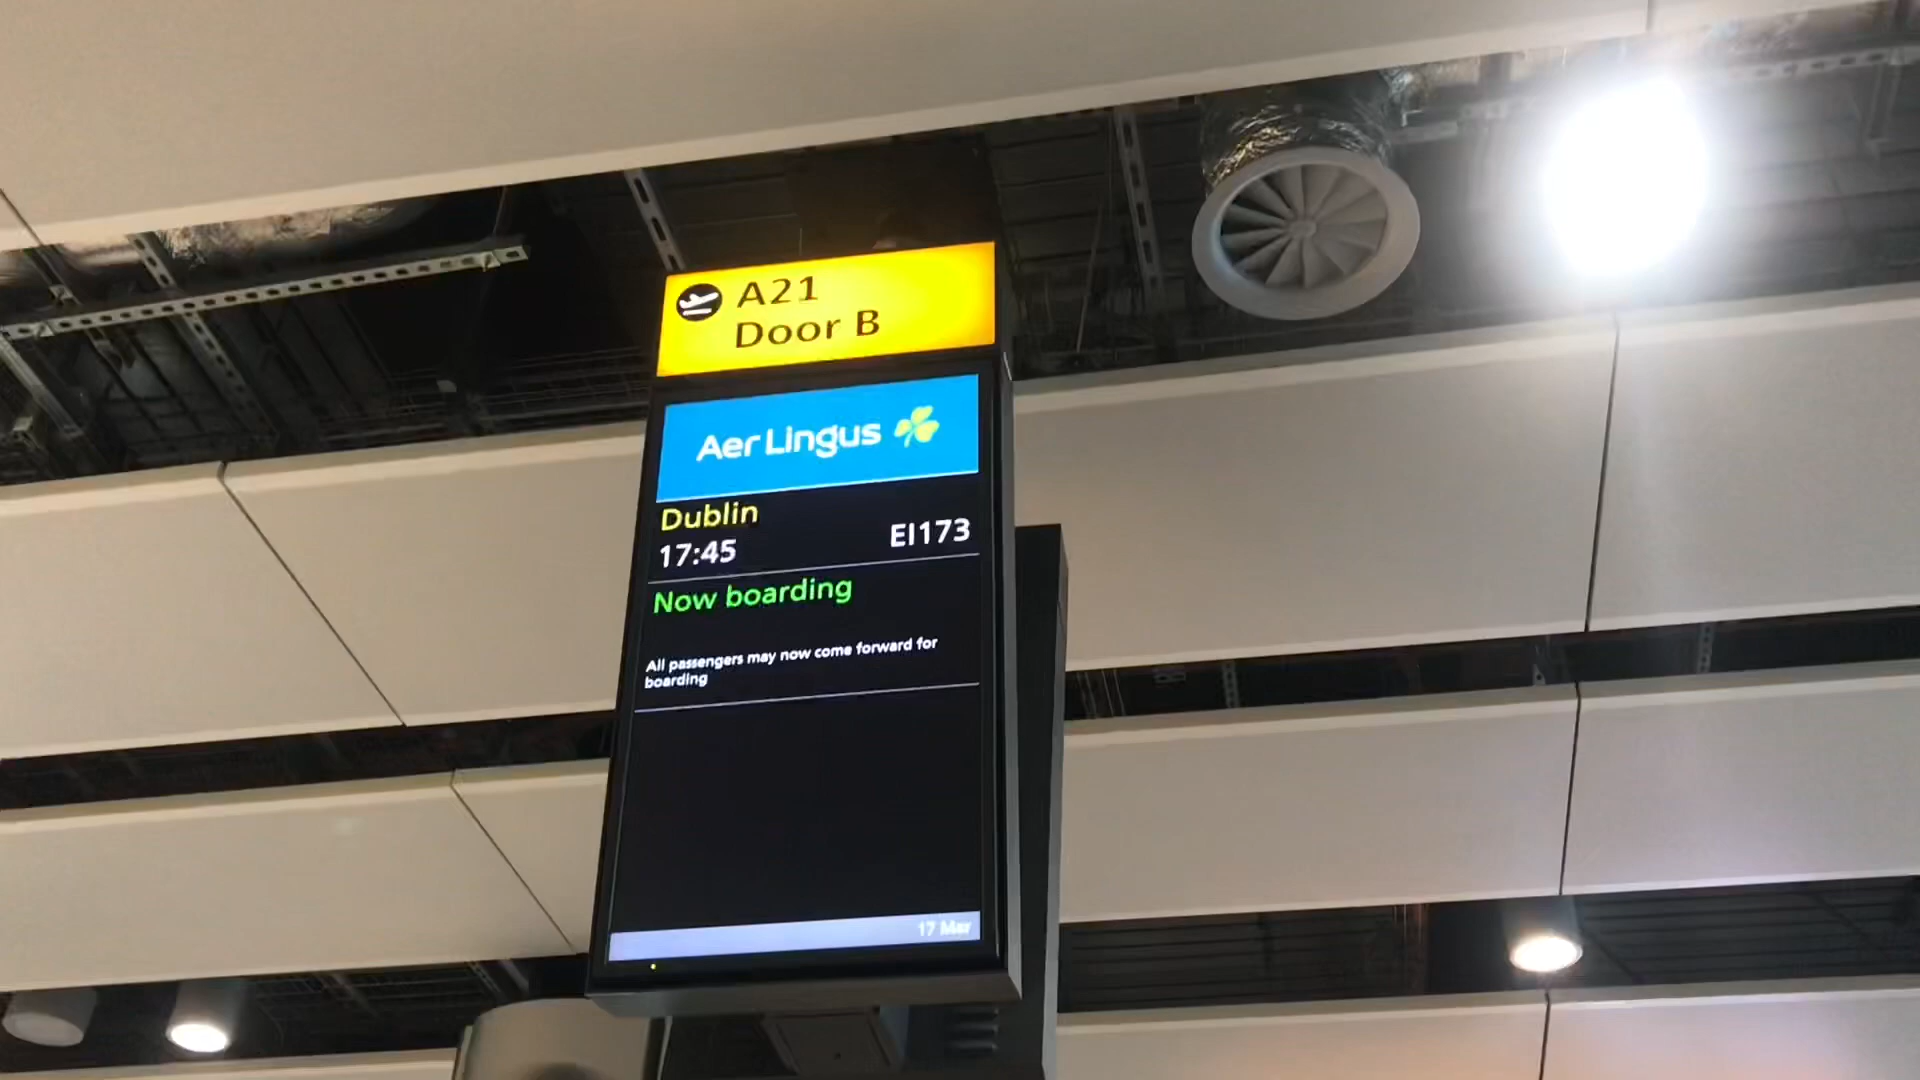 A21
Door B
Aer Lingus
Dublin
17:45 EI173
Now boarding
All passengers may now come forward for
boarding
17 Mar